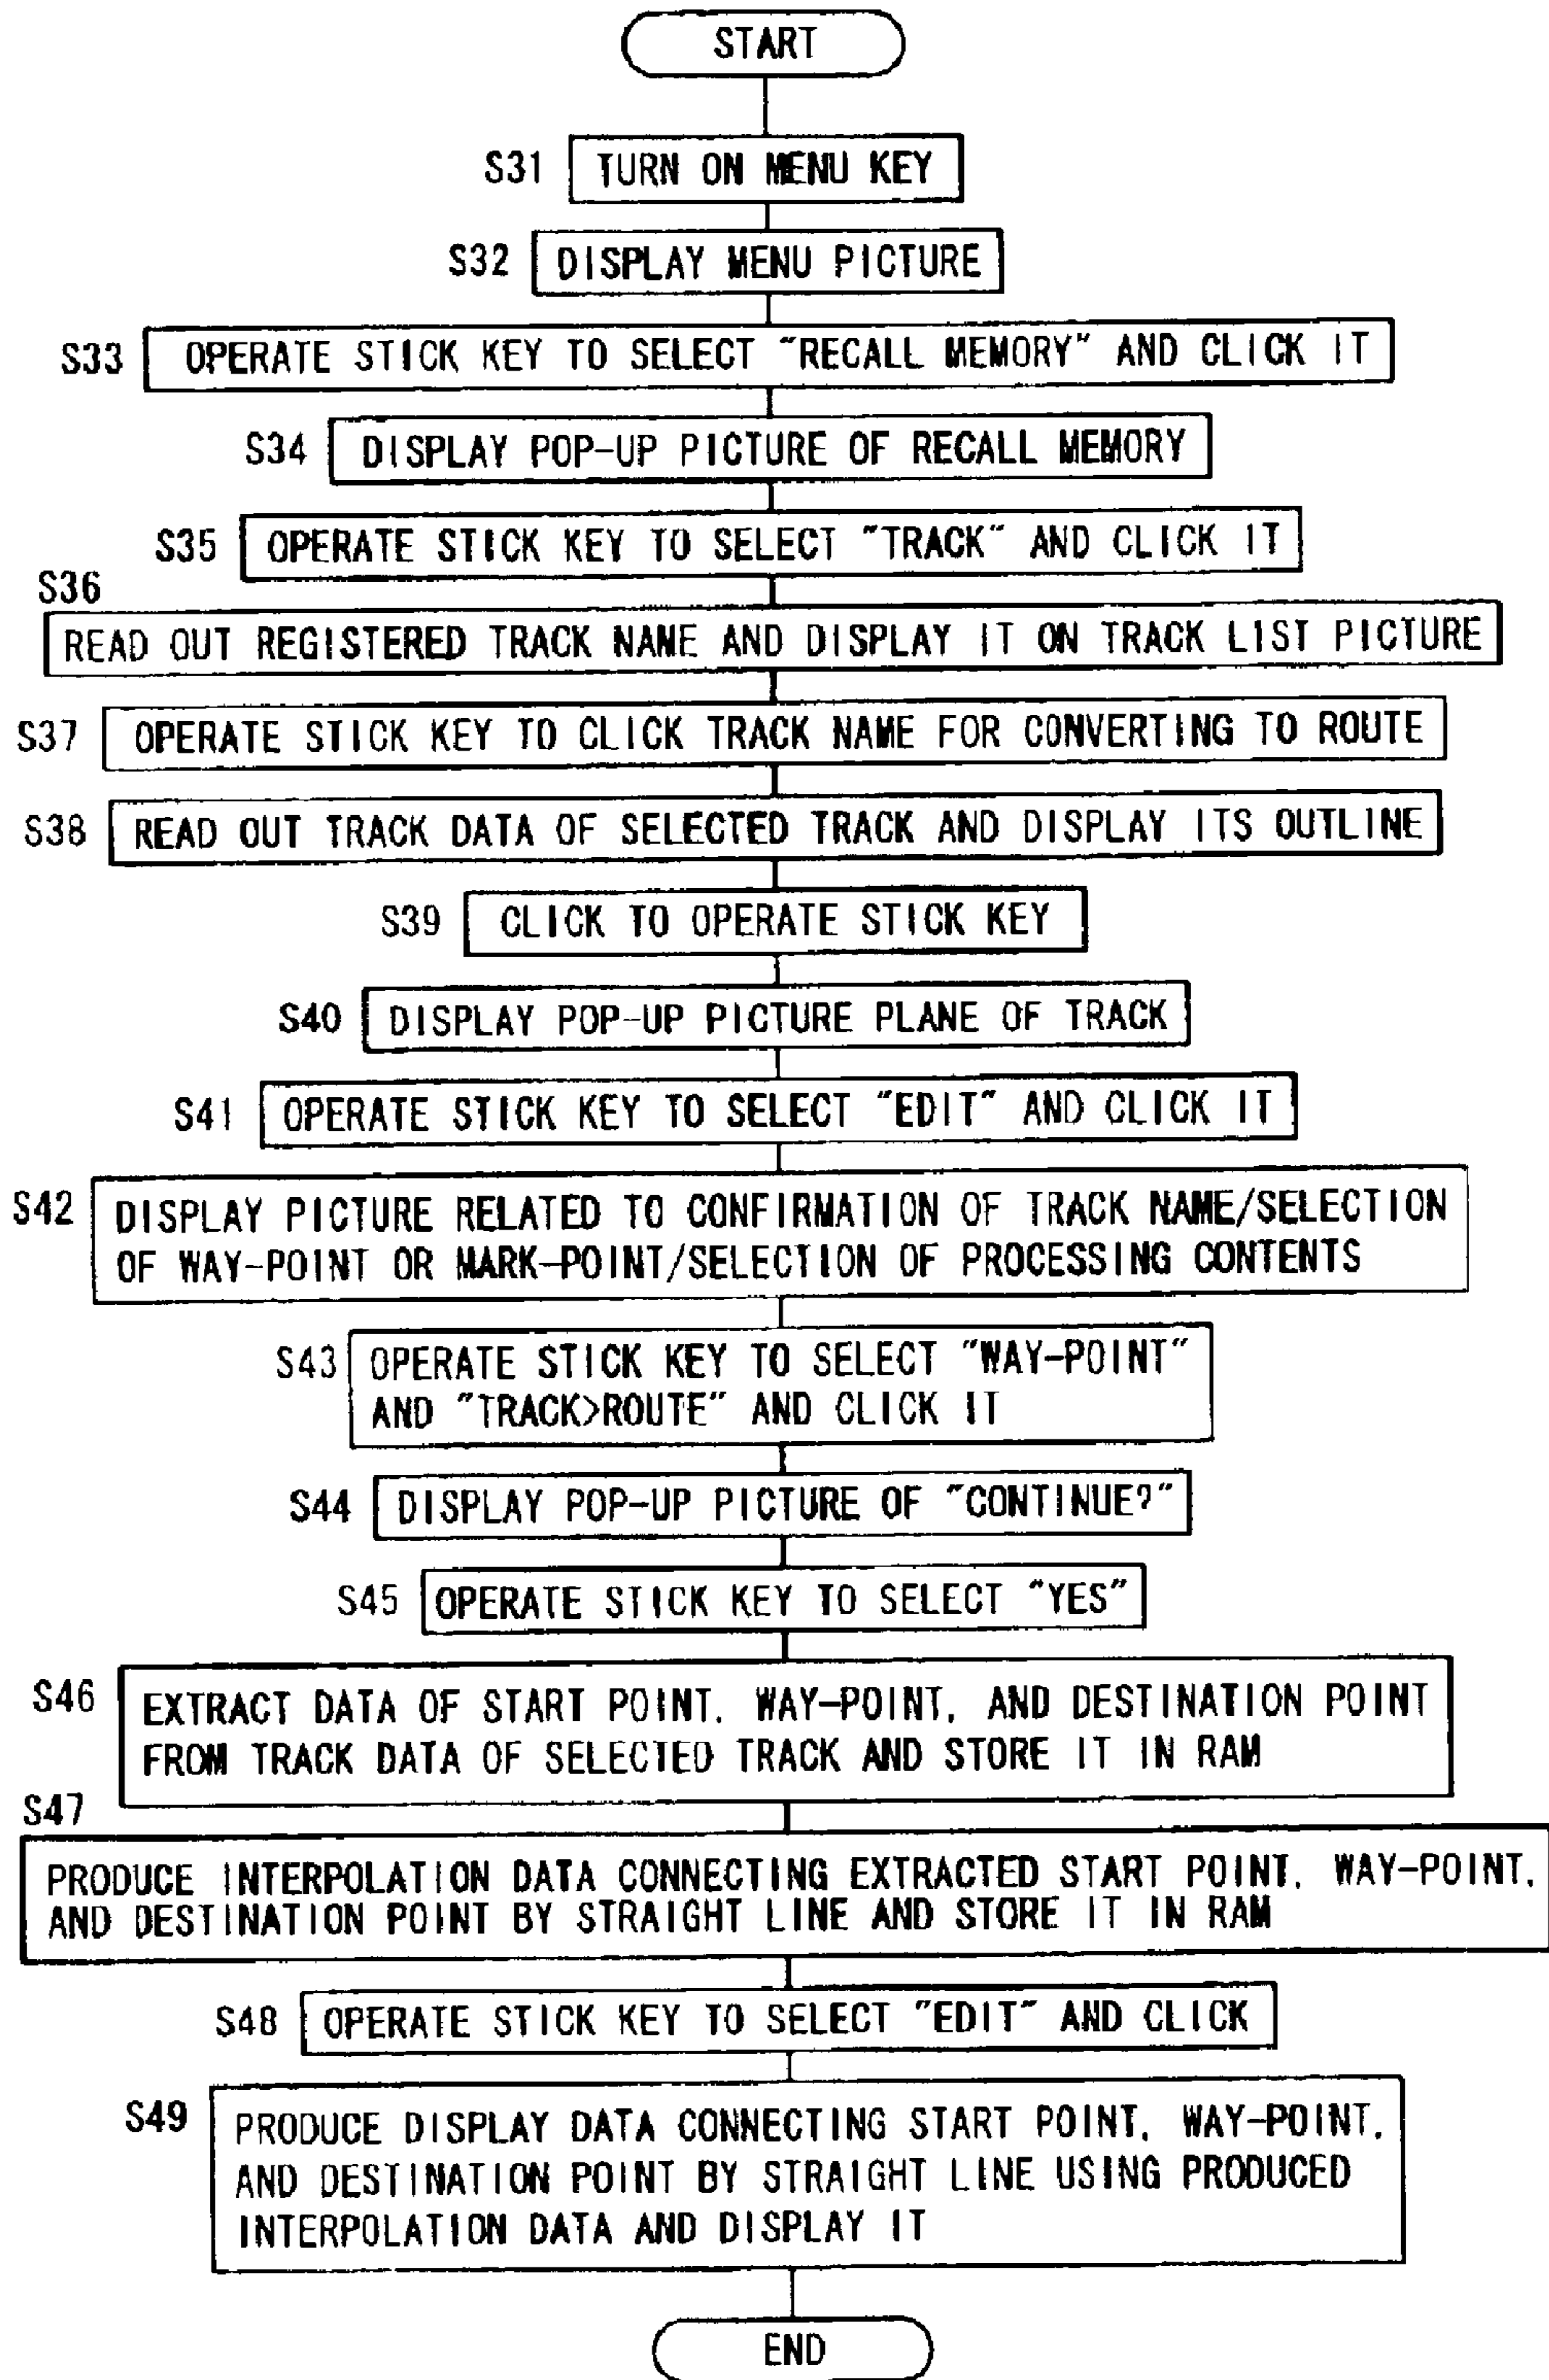 START
S31 TURN ON MENU KEY
S32 DISPLAY MENU PICTURE
S33 OPERATE STICK KEY TO SELECT "RECALL MEMORY" AND CLICK IT
S34 DISPLAY POP-UP PICTURE OF RECALL MEMORY
S35 OPERATE STICK KEY TO SELECT "TRACK" AND CLICK IT
S36
READ OUT REGISTERED TRACK NAME AND DISPLAY IT ON TRACK LIST PICTURE
S37 OPERATE STICK KEY TO CLICK TRACK NAME FOR CONVERTING TO ROUTE
S38 READ OUT TRACK DATA OF SELECTED TRACK AND DISPLAY ITS OUTLINE
S39 CLICK TO OPERATE STICK KEY
S40 DISPLAY POP-UP PICTURE PLANE OF TRACK
S41 OPERATE STICK KEY TO SELECT "EDIT" AND CLICK IT
S42 DISPLAY PICTURE RELATED TO CONFIRMATION OF TRACK NAME/SELECTION
OF WAY-POINT OR MARK-POINT/SELECTION OF PROCESSING CONTENTS
S43 OPERATE STICK KEY TO SELECT "WAY-POINT"
AND "TRACK>ROUTE" AND CLICK IT
S44 DISPLAY POP-UP PICTURE OF "CONTINUE?"
S45 OPERATE STICK KEY TO SELECT "YES"
S46 EXTRACT DATA OF START POINT, WAY-POINT, AND DESTINATION POINT
FROM TRACK DATA OF SELECTED TRACK AND STORE IT IN RAM
S47
PRODUCE INTERPOLATION DATA CONNECTING EXTRACTED START POINT, WAY-POINT,
AND DESTINATION POINT BY STRAIGHT LINE AND STORE IT IN RAM
S48 OPERATE STICK KEY TO SELECT "EDIT" AND CLICK
S49 PRODUCE DISPLAY DATA CONNECTING START POINT, WAY-POINT,
AND DESTINATION POINT BY STRAIGHT LINE USING PRODUCED
INTERPOLATION DATA AND DISPLAY IT
END